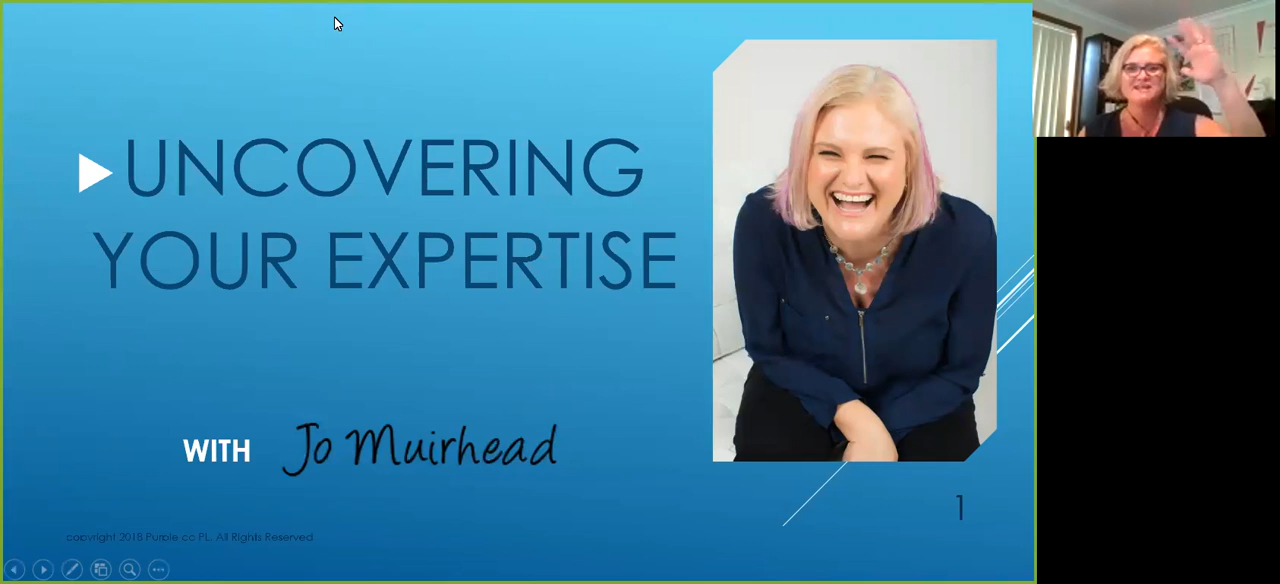 UNCOVERING
YOUR EXPERTISE
WITH Jo Muirhead
1
copyright 2018 Purple co PL. All Rights Reserved